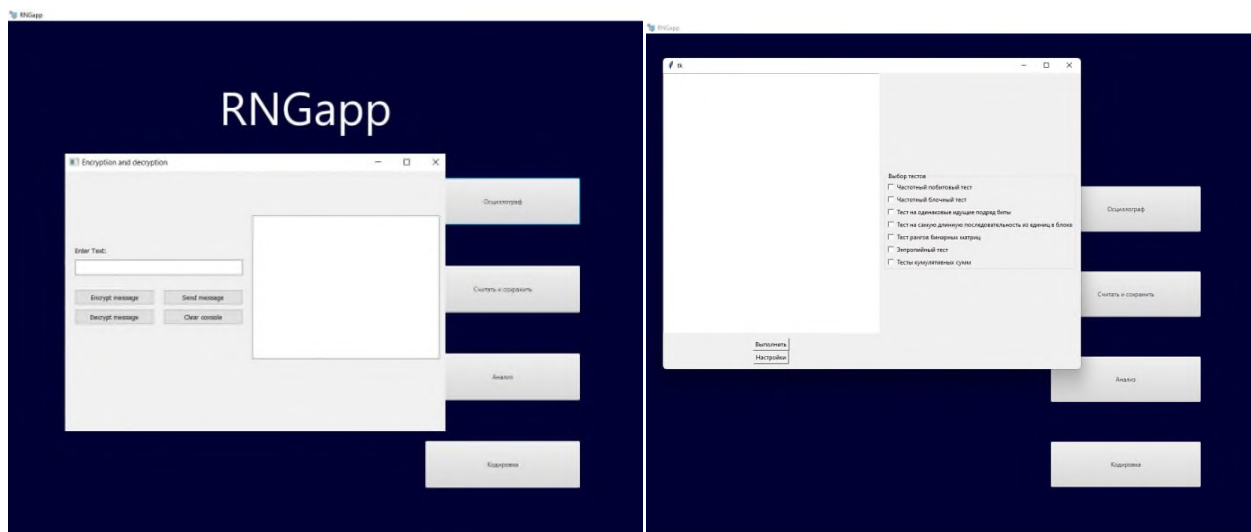 RNGapp
RNGapp
Encryption and decryption
Enter Text:
Encrypt message
Send message
Decrypt message
Clear console
Осциллограф
Считать и сохранить
Анализ
Кодировка
RNGapp
tk
Выбор тестов
Частотный побитовый тест
Частотный блочный тест
Тест на одинаковые идущие подряд биты
Тест на самую длинную последовательность из единиц в блоке
Тест рангов бинарных матриц
Энтропийный тест
Тесты кумулятивных сумм
Выполнить
Настройки
Осциллограф
Считать и сохранить
Анализ
Кодировка